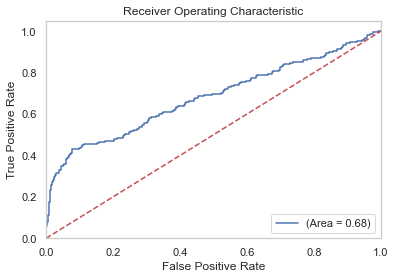 Receiver Operating Characteristic
True Positive Rate
1.0
0.8
0.6
0.4
0.2
0.0
(Area = 0.68)
0.0 0.2 0.4 0.6 0.8 1.0
False Positive Rate